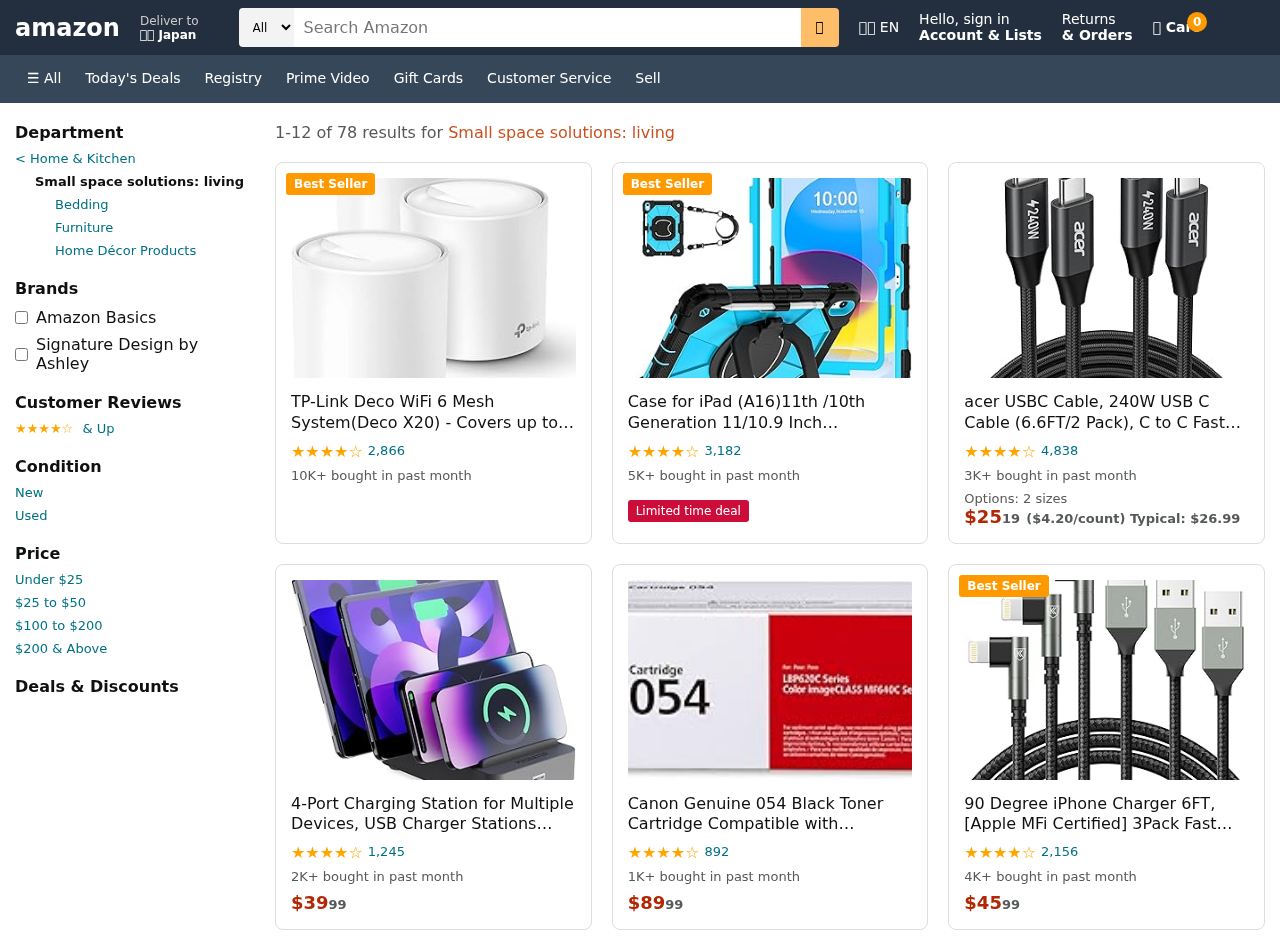 amazon
Deliver to
Japan
All
Search Amazon
EN
Hello, sign in
Account & Lists
Returns
& Orders
0
☰ All
Today's Deals
Registry
Prime Video
Gift Cards
Customer Service
Sell
Department
< Home & Kitchen
Small space solutions: living
Bedding
Furniture
Home Décor Products
Brands
Amazon Basics
Signature Design by
Ashley
Customer Reviews
★★★★☆ & Up
Condition
New
Used
Price
Under $25
$25 to $50
$100 to $200
$200 & Above
Deals & Discounts
1-12 of 78 results for Small space solutions: living
Best Seller
tp-link
TP-Link Deco WiFi 6 Mesh
System(Deco X20) - Covers up to…
★★★★☆ 2,866
10K+ bought in past month
Best Seller
10:00
Case for iPad (A16)11th /10th
Generation 11/10.9 Inch…
★★★★☆ 3,182
5K+ bought in past month
Limited time deal
240W
acer
240W
acer
acer USBC Cable, 240W USB C
Cable (6.6FT/2 Pack), C to C Fast…
★★★★☆ 4,838
3K+ bought in past month
Options: 2 sizes
$2519 ($4.20/count) Typical: $26.99
4-Port Charging Station for Multiple
Devices, USB Charger Stations…
★★★★☆ 1,245
2K+ bought in past month
$3999
Cartridge 054
Cartridge
054
LBP620C Series
Color imageCLASS MF640C Se
Canon Genuine 054 Black Toner
Cartridge Compatible with…
★★★★☆ 892
1K+ bought in past month
$8999
Best Seller
90 Degree iPhone Charger 6FT,
[Apple MFi Certified] 3Pack Fast…
★★★★☆ 2,156
4K+ bought in past month
$4599